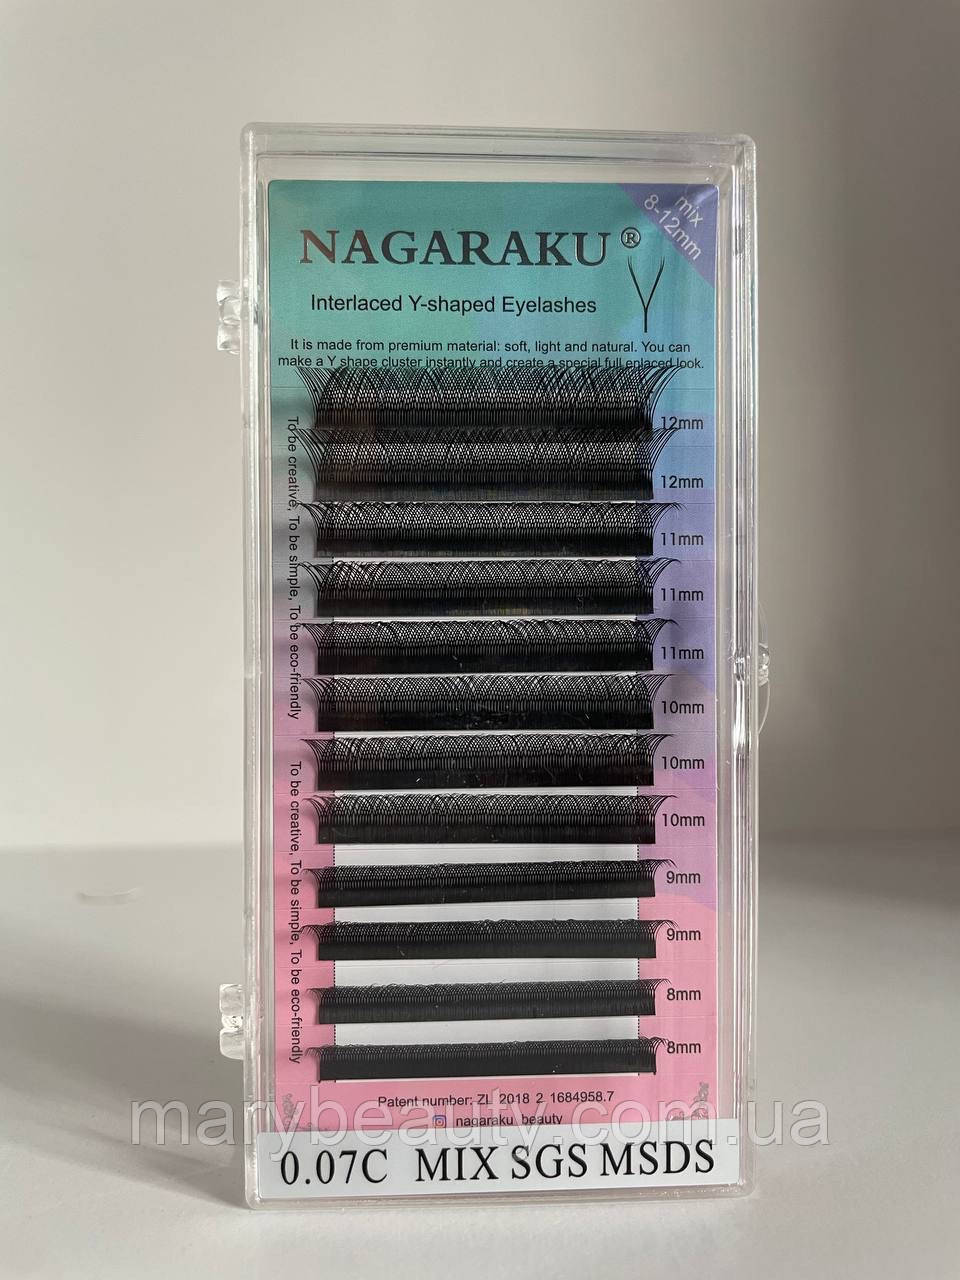 mix
8-12mm
NAGARAKU®
Interlaced Y-shaped Eyelashes
It is made from premium material: soft, light and natural. You can
make a Y shape cluster instantly and create a special full enlaced look.
12mm
12mm
11mm
11mm
11mm
10mm
10mm
10mm
9mm
9mm
8mm
8mm
To be creative, To be simple, To be eco-friendly
To be creative, To be simple, To be eco-friendly
Patent number: ZL 2018 2 1684958.7
nagaraku_beauty
marybeauty.com.ua
0.07C MIX SGS MSDS